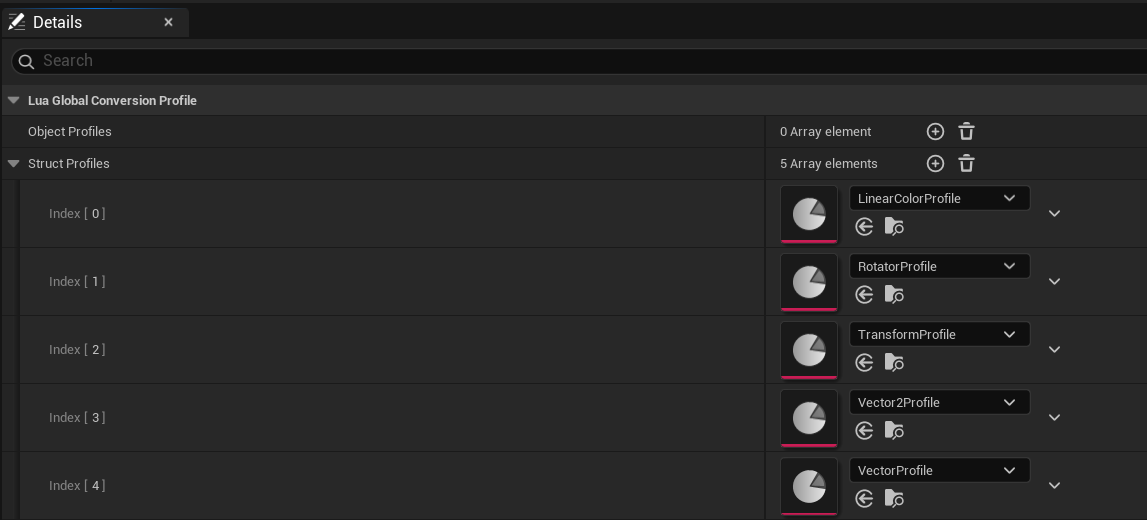 Details
Search
Lua Global Conversion Profile
Object Profiles 0 Array element
Struct Profiles 5 Array elements
Index [ 0 ] LinearColorProfile
Index [ 1 ] RotatorProfile
Index [ 2 ] TransformProfile
Index [ 3 ] Vector2Profile
Index [ 4 ] VectorProfile